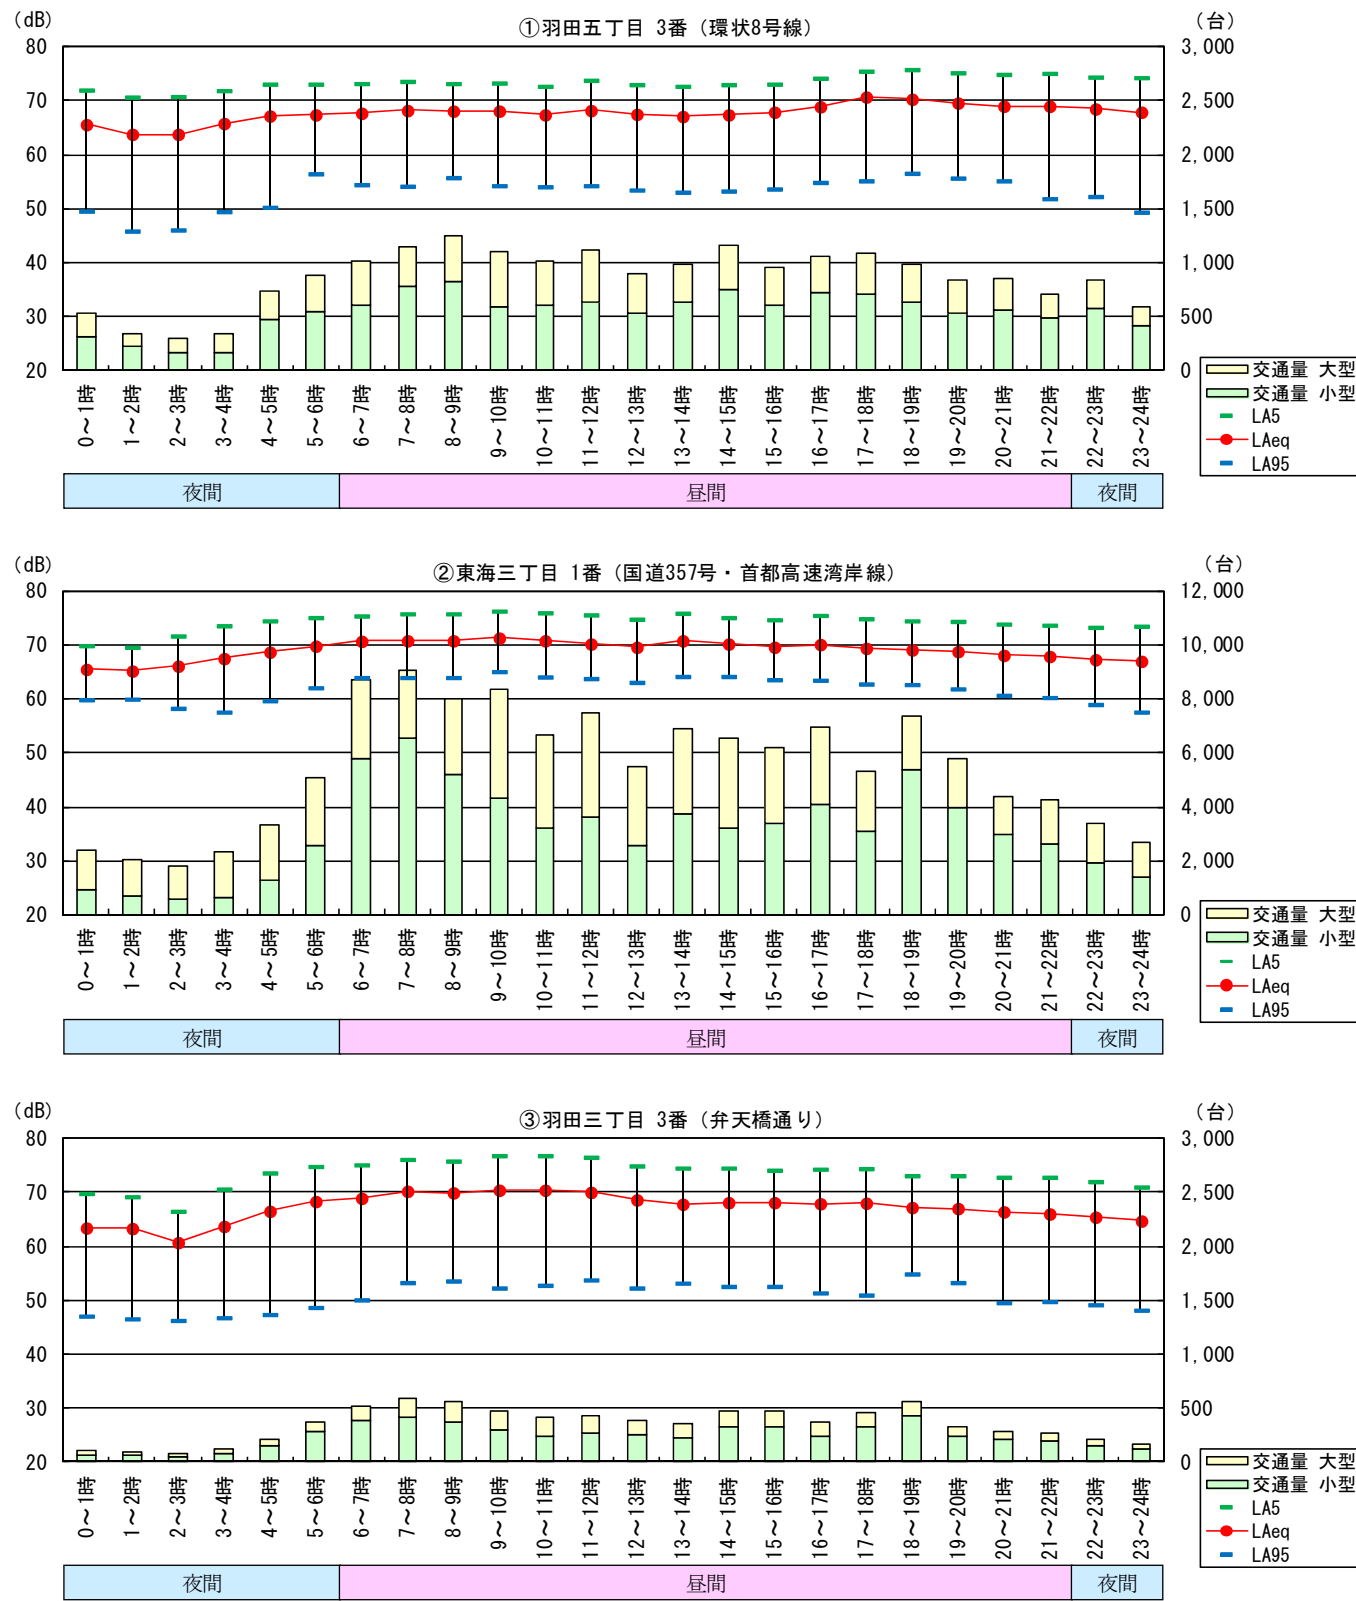 (dB)
①羽田五丁目 3番（環状8号線）
（台）
80
70
60
50
40
30
20
3,000
2,500
2,000
1,500
1,000
500
0
0～1時
1～2時
2～3時
3～4時
4～5時
5～6時
6～7時
7～8時
8～9時
9～10時
10～11時
11～12時
12～13時
13～14時
14～15時
15～16時
16～17時
17～18時
18～19時
19～20時
20～21時
21～22時
22～23時
23～24時
夜間
昼間
夜間
交通量 大型
交通量 小型
LA5
LAeq
LA95
(dB)
②東海三丁目 1番（国道357号・首都高速湾岸線）
（台）
80
70
60
50
40
30
20
12,000
10,000
8,000
6,000
4,000
2,000
0
0～1時
1～2時
2～3時
3～4時
4～5時
5～6時
6～7時
7～8時
8～9時
9～10時
10～11時
11～12時
12～13時
13～14時
14～15時
15～16時
16～17時
17～18時
18～19時
19～20時
20～21時
21～22時
22～23時
23～24時
夜間
昼間
夜間
交通量 大型
交通量 小型
LA5
LAeq
LA95
(dB)
③羽田三丁目 3番（弁天橋通り）
（台）
80
70
60
50
40
30
20
3,000
2,500
2,000
1,500
1,000
500
0
0～1時
1～2時
2～3時
3～4時
4～5時
5～6時
6～7時
7～8時
8～9時
9～10時
10～11時
11～12時
12～13時
13～14時
14～15時
15～16時
16～17時
17～18時
18～19時
19～20時
20～21時
21～22時
22～23時
23～24時
夜間
昼間
夜間
交通量 大型
交通量 小型
LA5
LAeq
LA95